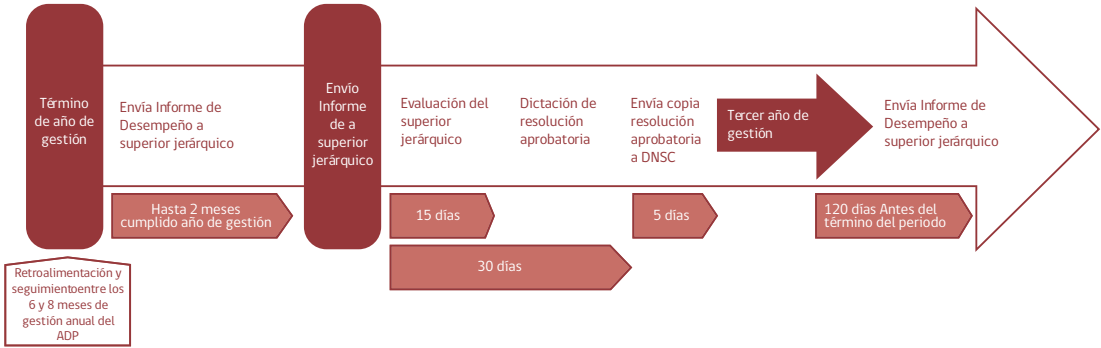 Término
de año de
gestión
Envía Informe de
Desempeño a
superior jerárquico
Envío
Informe
de a
superior
jerárquico
Evaluación del
superior
jerárquico
Dictación de
resolución
aprobatoria
Envía copia
resolución
aprobatoria
a DNSC
Tercer año de
gestión
Envía Informe de
Desempeño a
superior jerárquico
Hasta 2 meses
cumplido año de gestión
15 días
5 días
120 días Antes del
término del periodo
30 días
Retroalimentación y
seguimientoentre los
6 y 8 meses de
gestión anual del
ADP